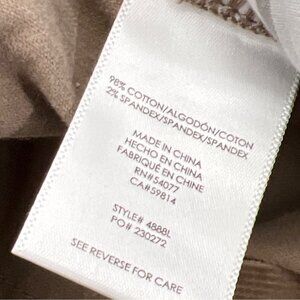 98% COTTON/ALGODÓN/COTON
2% SPANDEX/SPANDEX/SPANDEX
MADE IN CHINA
HECHO EN CHINA
FABRIQUÉ EN CHINE
RN#54077
CA#59814
STYLE# 4888L
PO# 230272
SEE REVERSE FOR CARE